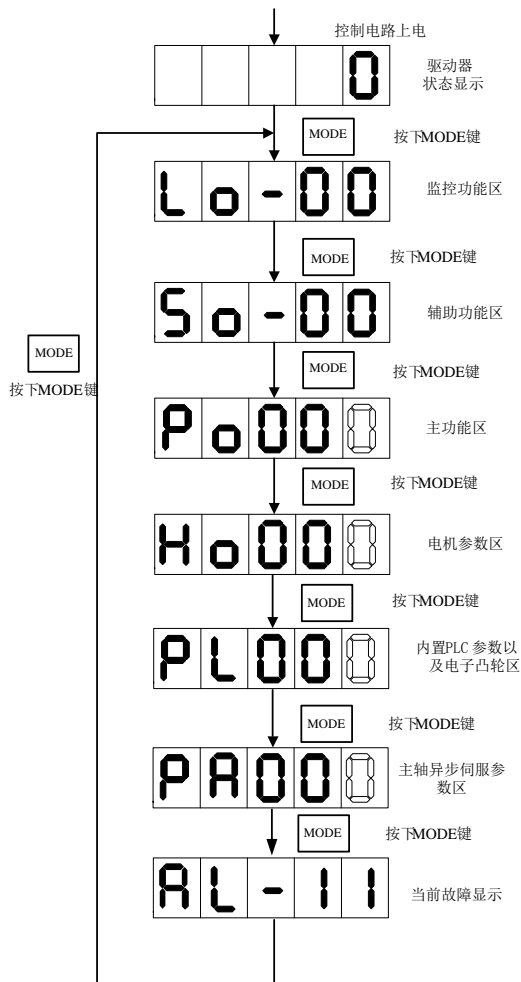 控制电路上电
0
驱动器
状态显示
MODE
按下MODE键
Lo-00
监控功能区
MODE
按下MODE键
So-00
辅助功能区
MODE
按下MODE键
MODE
按下MODE键
Po000
主功能区
MODE
按下MODE键
Ho000
电机参数区
MODE
按下MODE键
PL000
内置PLC 参数以
及电子凸轮区
MODE
按下MODE键
PA000
主轴异步伺服参
数区
MODE
按下MODE键
AL-11
当前故障显示